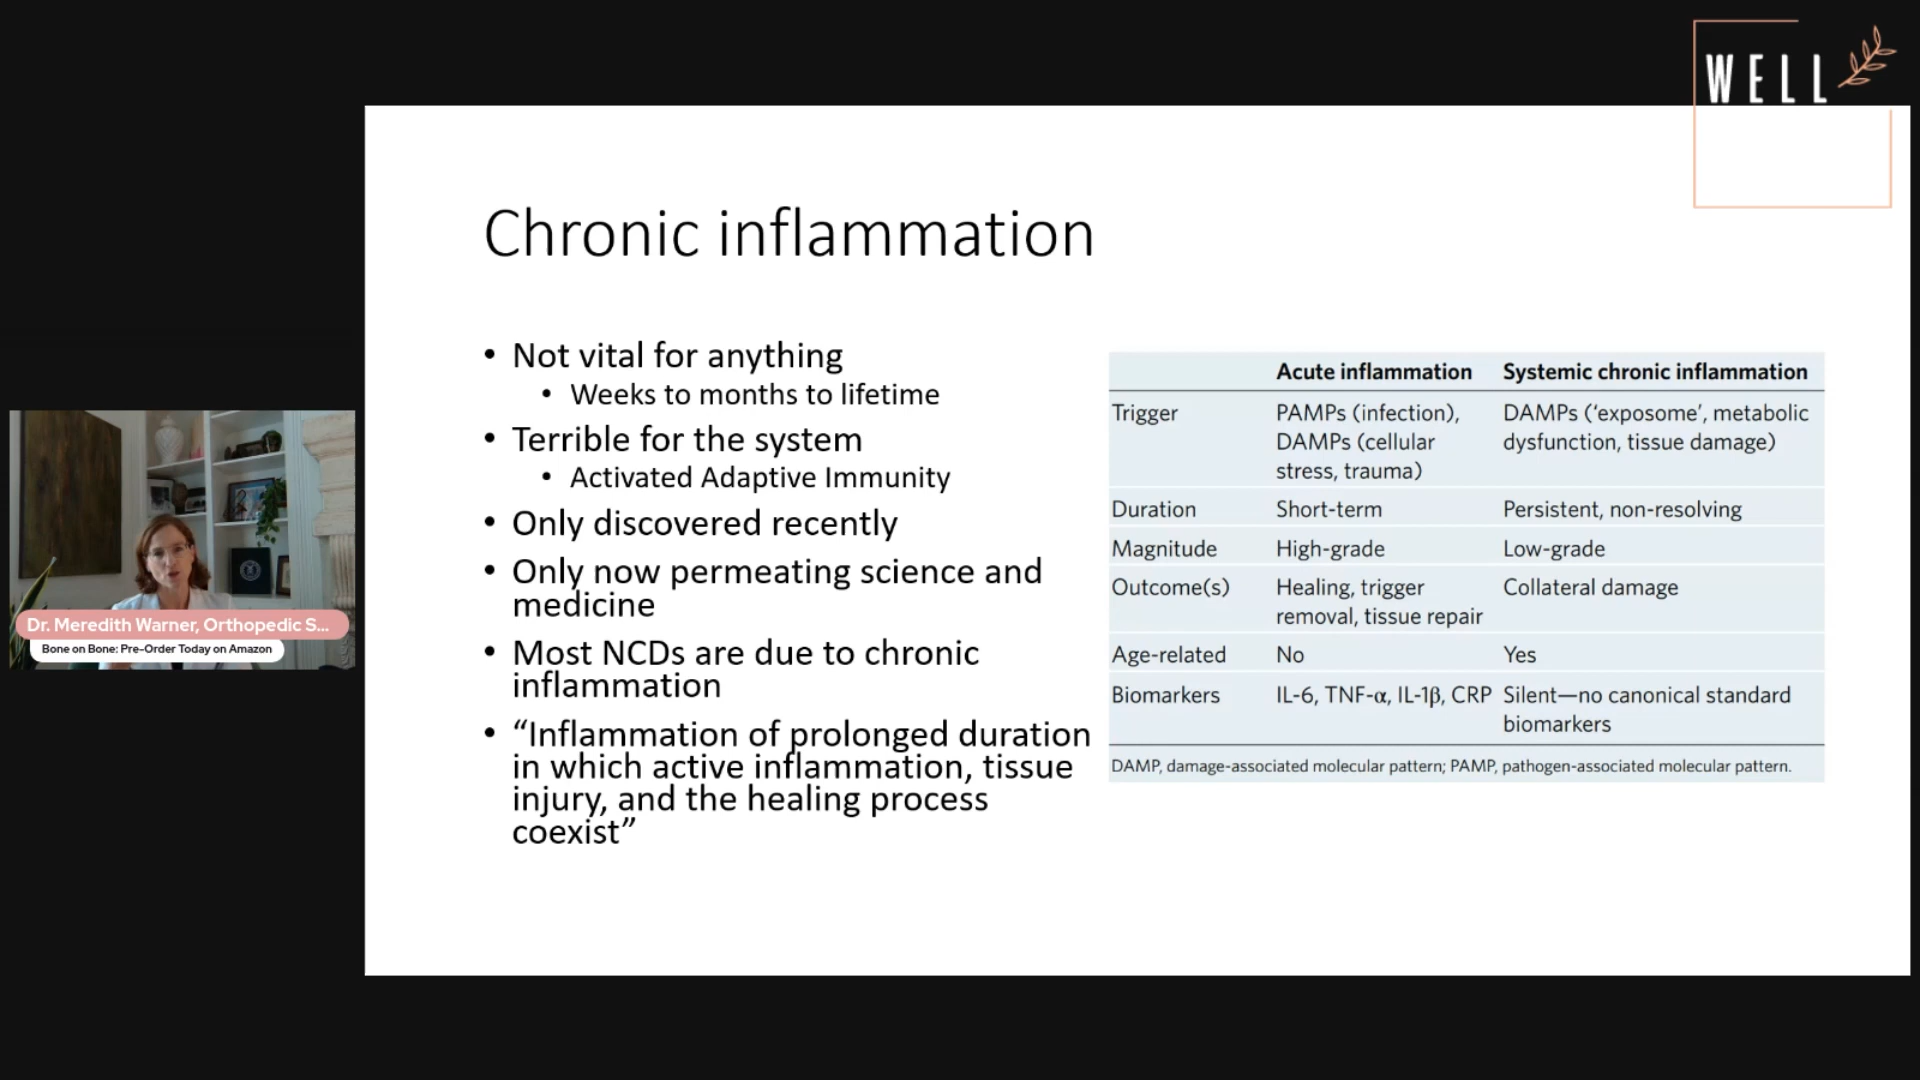 WELL
Chronic inflammation
• Not vital for anything
• Weeks to months to lifetime
• Terrible for the system
• Activated Adaptive Immunity
• Only discovered recently
• Only now permeating science and
medicine
• Most NCDs are due to chronic
inflammation
• “Inflammation of prolonged duration
in which active inflammation, tissue
injury, and the healing process
coexist”
Acute inflammation Systemic chronic inflammation
Trigger PAMPs (infection), DAMPs (‘exposome’, metabolic
DAMPs (cellular dysfunction, tissue damage)
stress, trauma)
Duration Short-term Persistent, non-resolving
Magnitude High-grade Low-grade
Outcome(s) Healing, trigger Collateral damage
removal, tissue repair
Age-related No Yes
Biomarkers IL-6, TNF-α, IL-1β, CRP Silent—no canonical standard
biomarkers
DAMP, damage-associated molecular pattern; PAMP, pathogen-associated molecular pattern.
Dr. Meredith Warner, Orthopedic S...
Bone on Bone: Pre-Order Today on Amazon